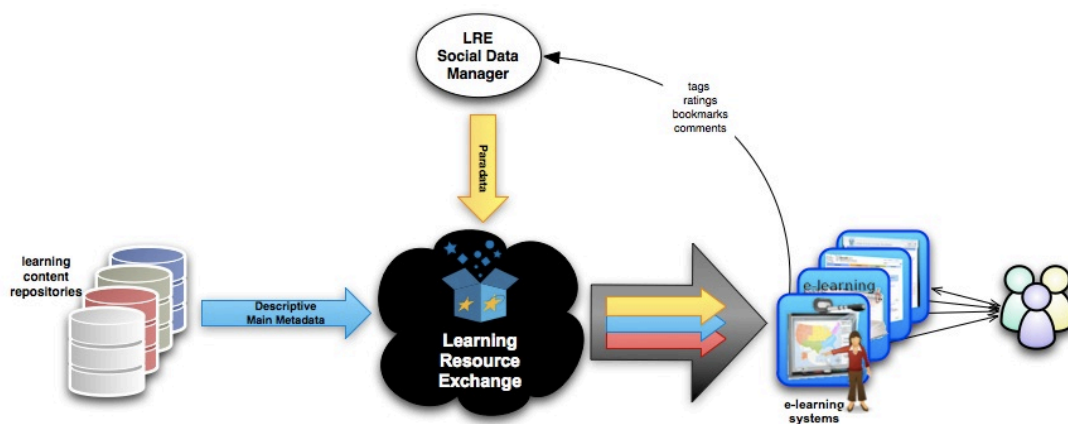 LRE
Social Data
Manager
tags
ratings
bookmarks
comments
Paradata
learning
content
repositories
Descriptive
Main Metadata
Learning
Resource
Exchange
e-learning
e-learning
systems